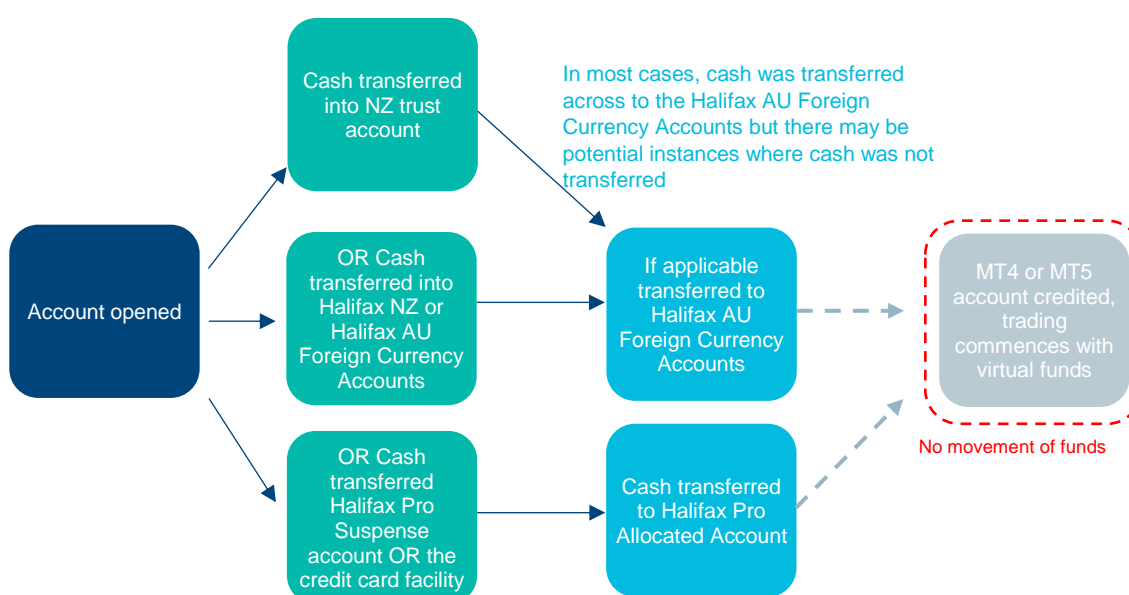 Cash transferred
into NZ trust
account
In most cases, cash was transferred
across to the Halifax AU Foreign
Currency Accounts but there may be
potential instances where cash was not
transferred
Account opened
OR Cash
transferred into
Halifax NZ or
Halifax AU
Foreign Currency
Accounts
If applicable
transferred to
Halifax AU
Foreign Currency
Accounts
MT4 or MT5
account credited,
trading
commences with
virtual funds
No movement of funds
OR Cash
transferred
Halifax Pro
Suspense
account OR the
credit card facility
Cash transferred
to Halifax Pro
Allocated Account